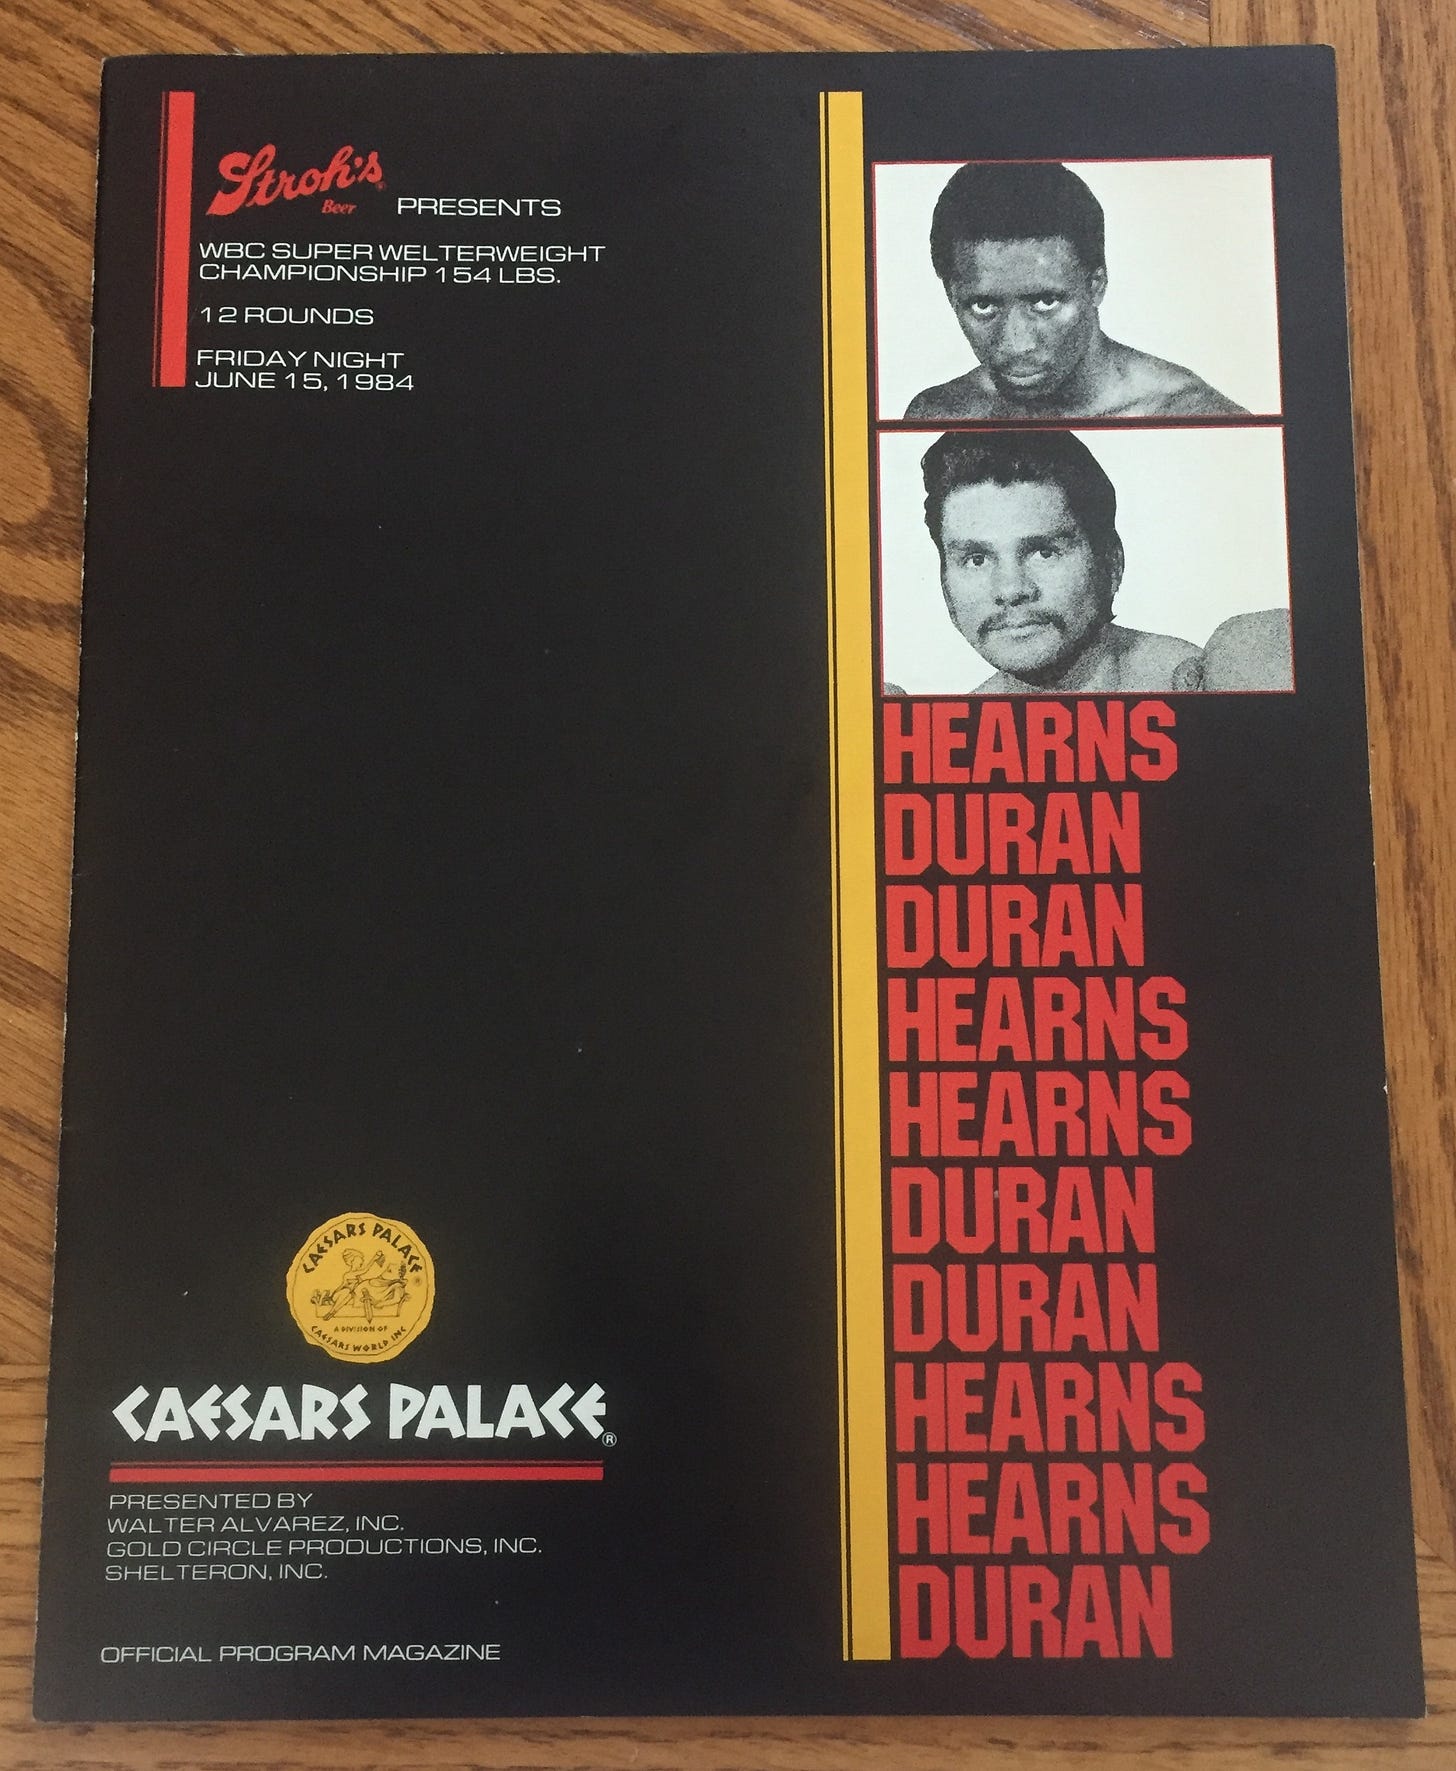 Stroh's
Beer
PRESENTS
WBC SUPER WELTERWEIGHT
CHAMPIONSHIP 154 LBS.
12 ROUNDS
FRIDAY NIGHT
JUNE 15, 1984
HEARNS
DURAN
DURAN
HEARNS
HEARNS
DURAN
DURAN
HEARNS
HEARNS
DURAN
CAESARS PALACE
®
A DIVISION OF
CAESARS WORLD INC
CAESARS PALACE®
PRESENTED BY
WALTER ALVAREZ, INC.
GOLD CIRCLE PRODUCTIONS, INC.
SHELTERON, INC.
OFFICIAL PROGRAM MAGAZINE